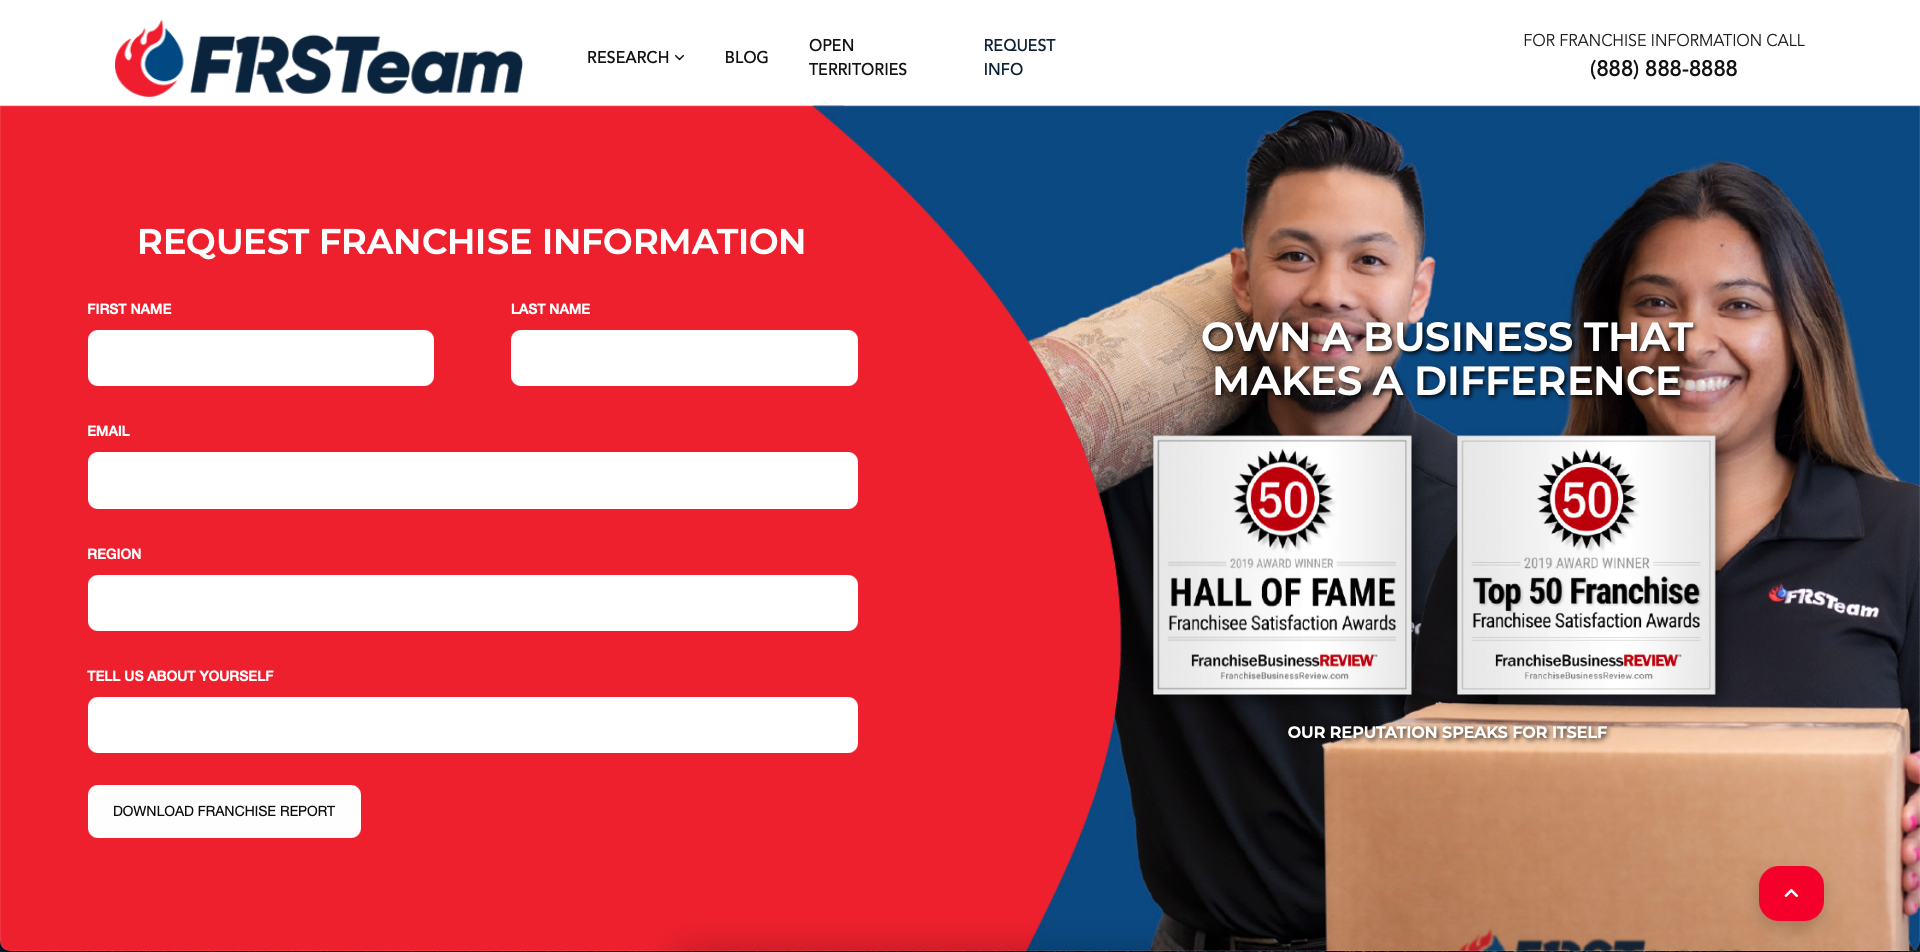 F1RSTeam
RESEARCH
BLOG
OPEN
TERRITORIES
REQUEST
INFO
FOR FRANCHISE INFORMATION CALL
(888) 888-8888
REQUEST FRANCHISE INFORMATION
FIRST NAME
LAST NAME
EMAIL
REGION
TELL US ABOUT YOURSELF
DOWNLOAD FRANCHISE REPORT
OWN A BUSINESS THAT
MAKES A DIFFERENCE
50
2019 AWARD WINNER
HALL OF FAME
Franchisee Satisfaction Awards
FranchiseBusinessREVIEW™
FranchiseBusinessReview.com
50
2019 AWARD WINNER
Top 50 Franchise
Franchisee Satisfaction Awards
FranchiseBusinessREVIEW™
FranchiseBusinessReview.com
F1RSTeam
OUR REPUTATION SPEAKS FOR ITSELF